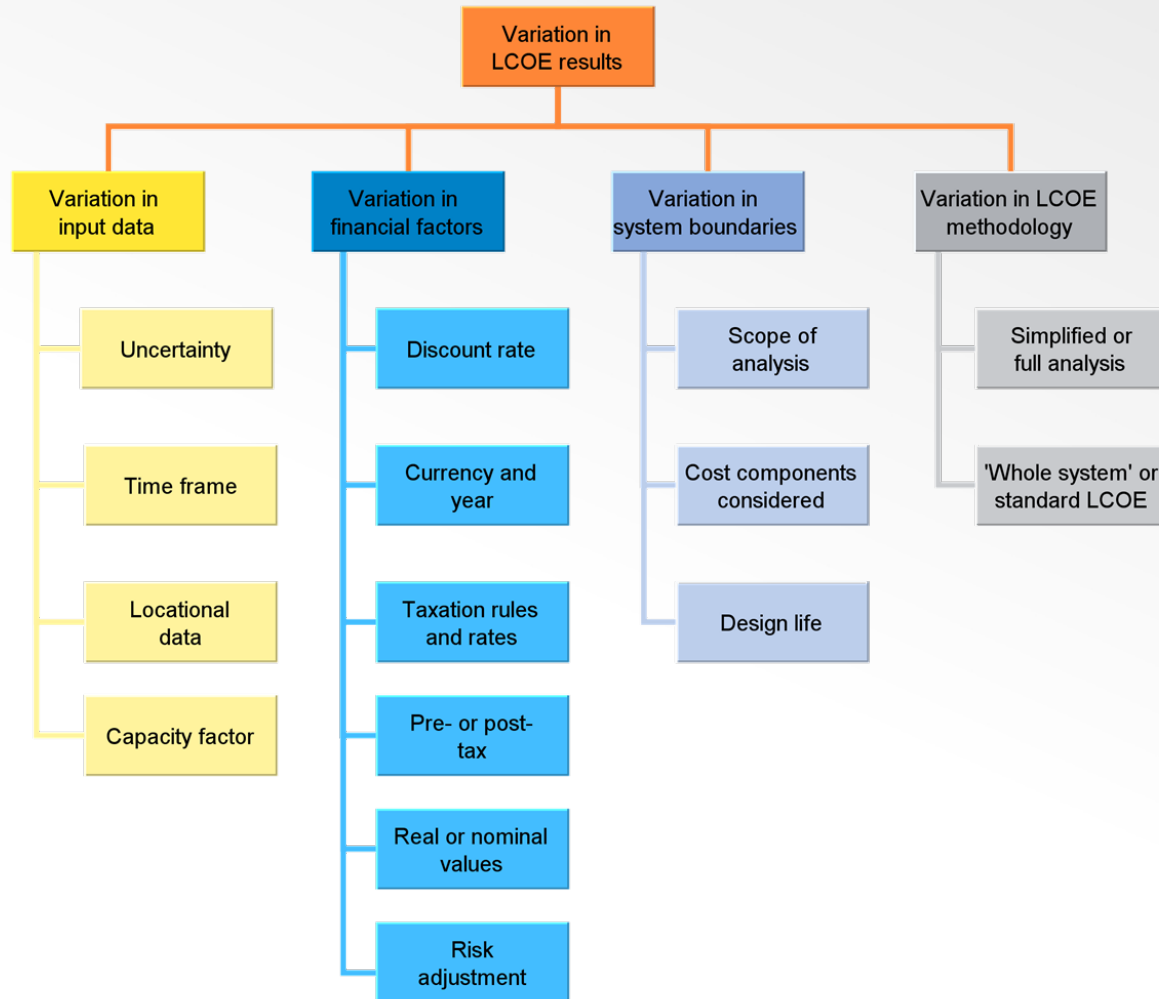 Variation in
LCOE results
Variation in
input data
Uncertainty
Time frame
Locational
data
Capacity factor
Variation in
financial factors
Discount rate
Currency and
year
Taxation rules
and rates
Pre- or post-
tax
Real or nominal
values
Risk
adjustment
Variation in
system boundaries
Scope of
analysis
Cost components
considered
Design life
Variation in LCOE
methodology
Simplified or
full analysis
'Whole system' or
standard LCOE